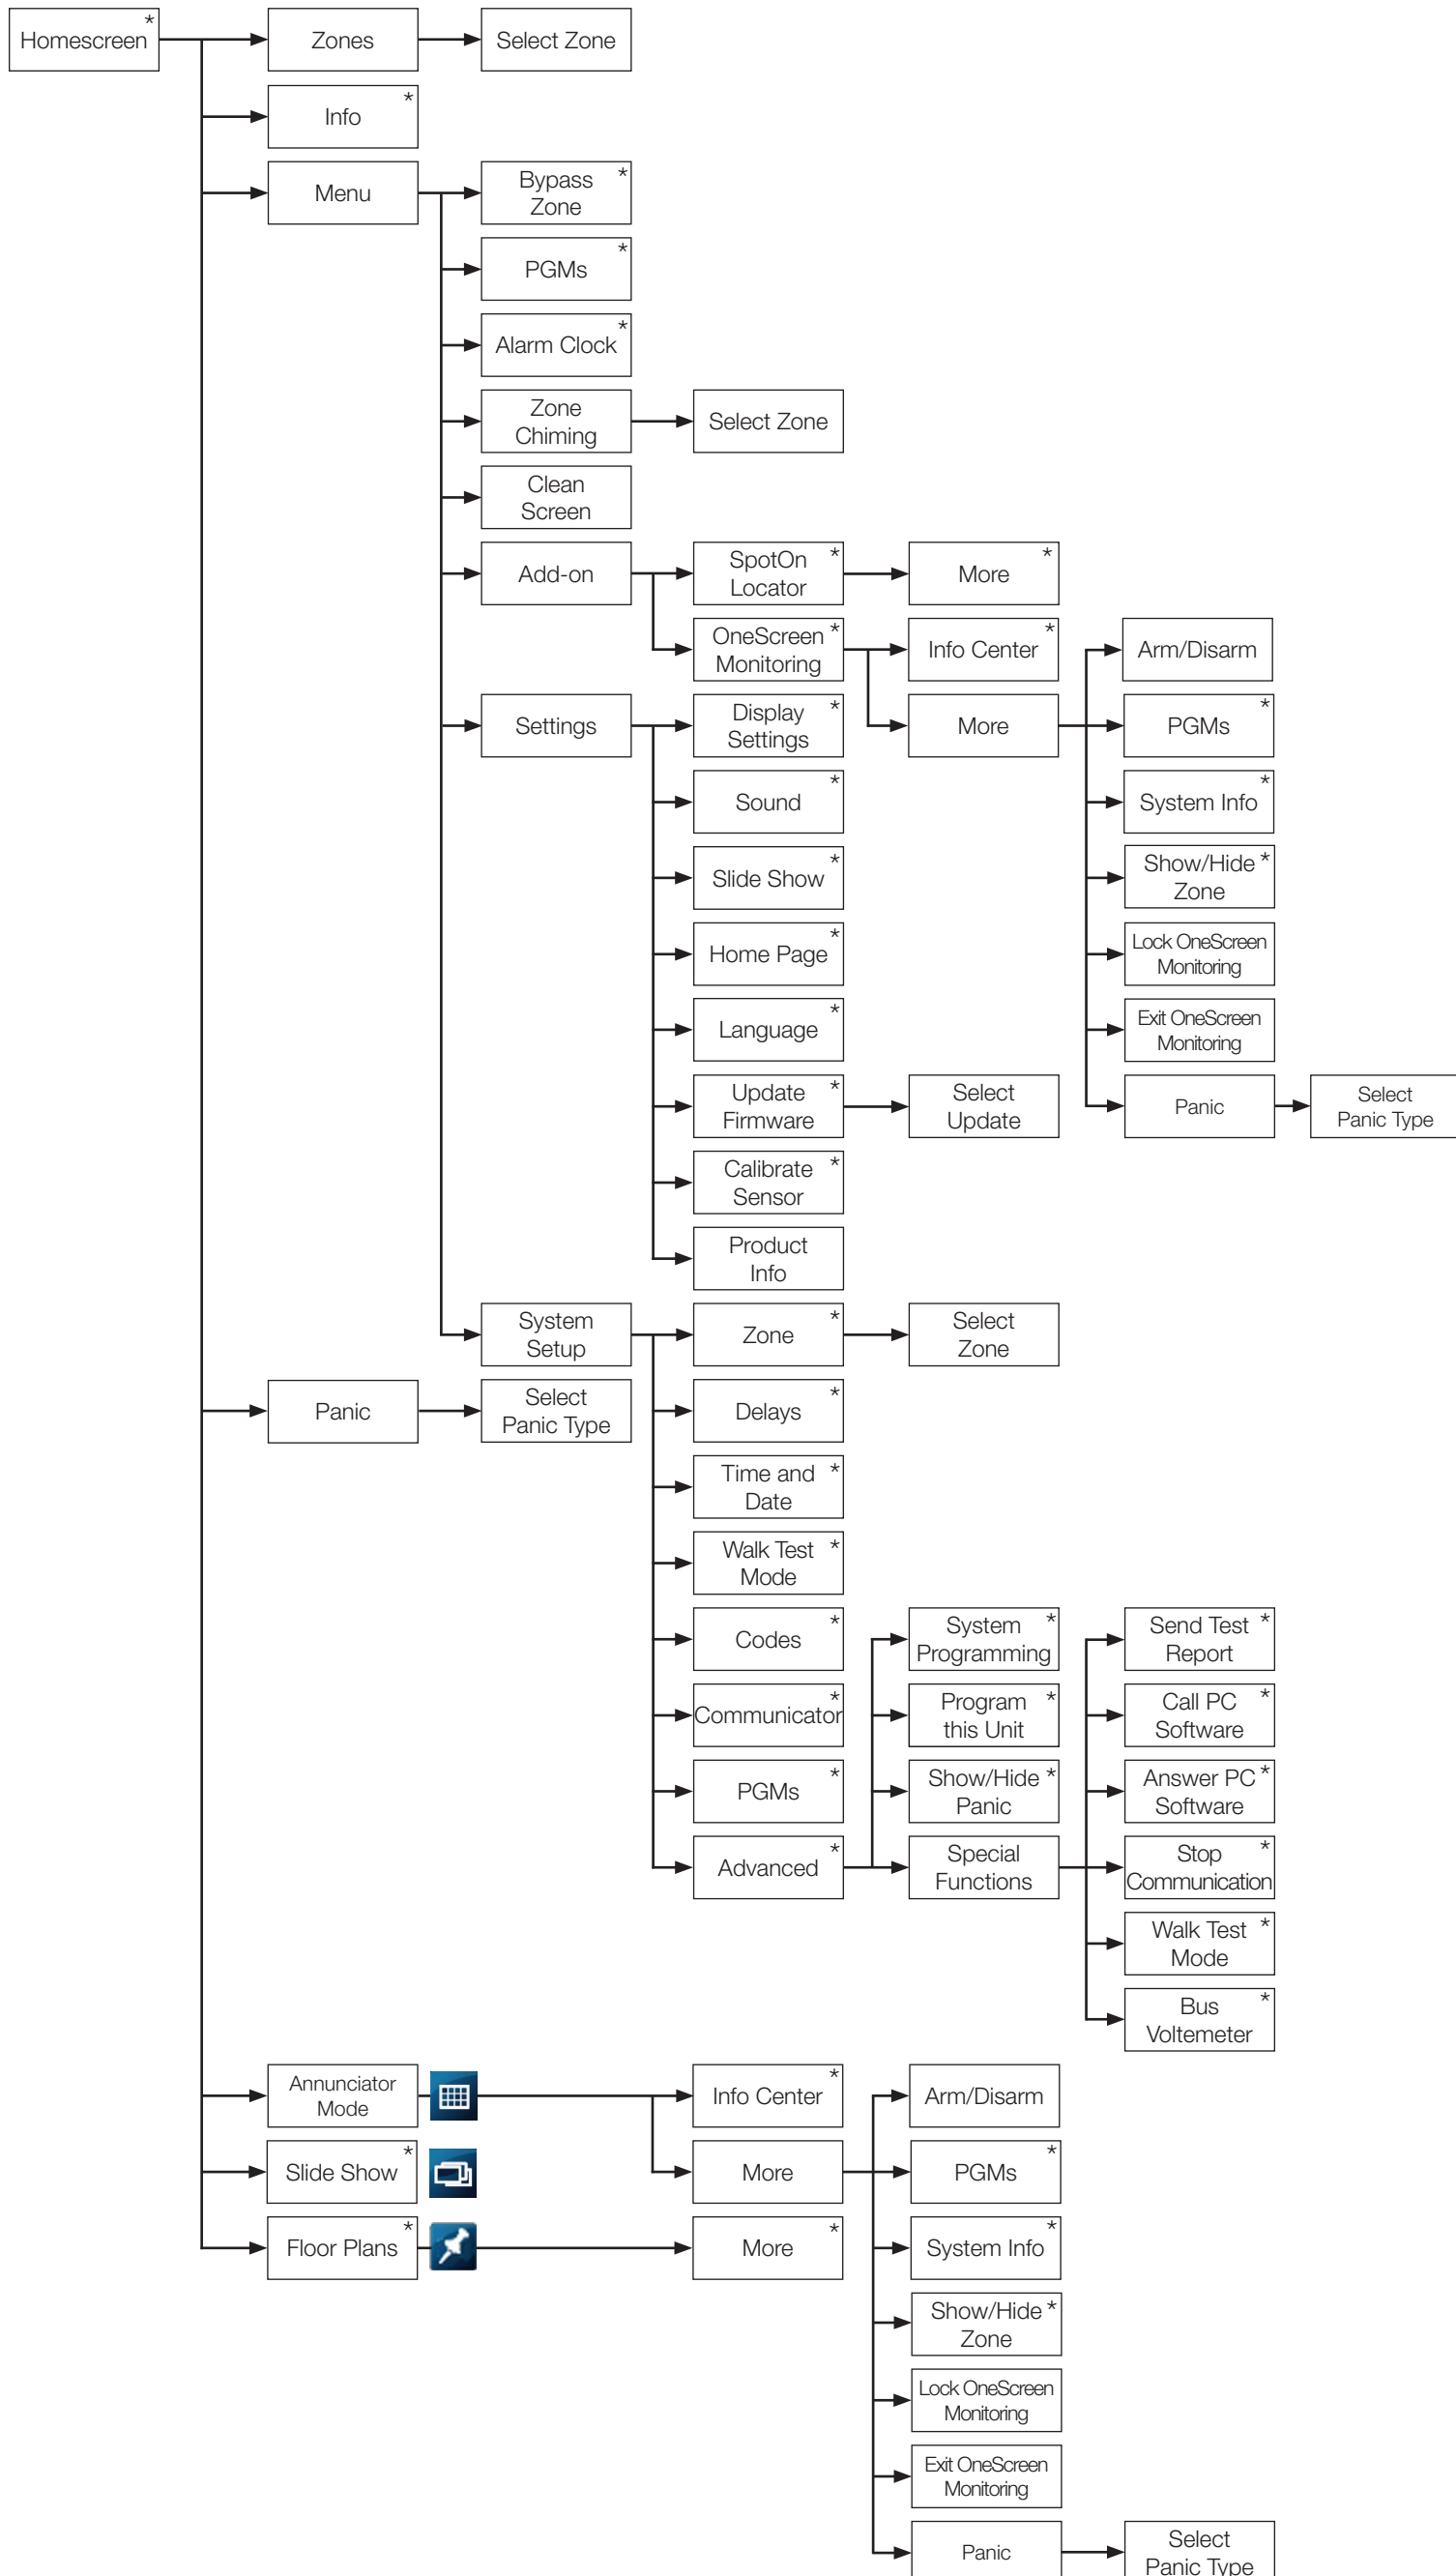 Homescreen *
Zones
Select Zone
Info *
Menu
Bypass *
Zone
PGMs *
Alarm Clock *
Zone
Chiming
Select Zone
Clean
Screen
Add-on
SpotOn *
Locator
More *
OneScreen *
Monitoring
Info Center *
More
Arm/Disarm
PGMs *
System Info *
Show/Hide *
Zone
Lock OneScreen
Monitoring
Exit OneScreen
Monitoring
Panic
Select
Panic Type
Settings
Display *
Settings
Sound *
Slide Show *
Home Page *
Language *
Update *
Firmware
Select
Update
Calibrate *
Sensor
Product
Info
System
Setup
Zone *
Select
Zone
Delays *
Time and *
Date
Walk Test *
Mode
Codes *
Communicator *
PGMs *
Advanced *
System *
Programming
Program *
this Unit
Show/Hide *
Panic
Special
Functions
Send Test *
Report
Call PC *
Software
Answer PC *
Software
Stop *
Communication
Walk Test *
Mode
Bus *
Voltemeter
Panic
Select
Panic Type
Annunciator
Mode
Info Center *
More
Arm/Disarm
PGMs *
System Info *
Show/Hide *
Zone
Lock OneScreen
Monitoring
Exit OneScreen
Monitoring
Panic
Select
Panic Type
Slide Show *
Floor Plans *
More *